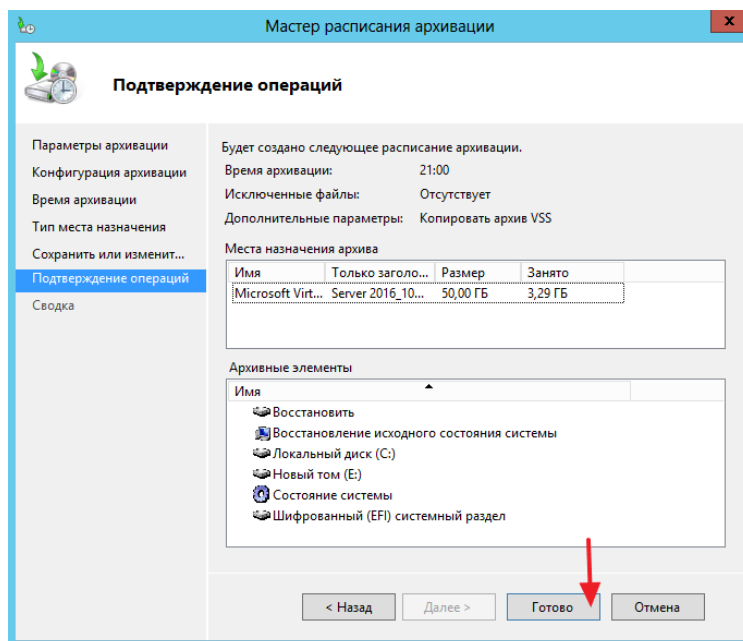 Мастер расписания архивации
x
Подтверждение операций
Параметры архивации
Конфигурация архивации
Время архивации
Тип места назначения
Сохранить или изменит...
Подтверждение операций
Сводка
Будет создано следующее расписание архивации.
Время архивации: 21:00
Исключенные файлы: Отсутствует
Дополнительные параметры: Копировать архив VSS
Места назначения архива
Имя Только заголо... Размер Занято
Microsoft Virt... Server 2016_10... 50,00 ГБ 3,29 ГБ
Архивные элементы
Имя
Восстановить
Восстановление исходного состояния системы
Локальный диск (C:)
Новый том (E:)
Состояние системы
Шифрованный (EFI) системный раздел
< Назад Далее > Готово Отмена